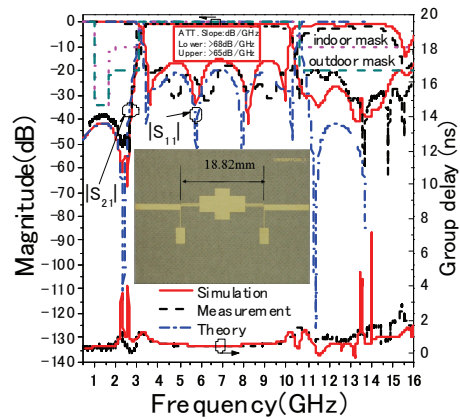 0
-10
-20
-30
-40
-50
-60
-70
-80
-90
-100
-110
-120
-130
-140
Magnitude(dB)
ATT. Slope:dB/GHz
Lower: >68dB/GHz
Upper: >65dB/GHz
indoor mask
outdoor mask
|S21|
|S11|
18.82mm
Simulation
Measurement
Theory
20
18
16
14
12
10
8
6
4
2
0
Group delay (ns)
1 2 3 4 5 6 7 8 9 10 11 12 13 14 15 16
Frequency(GHz)